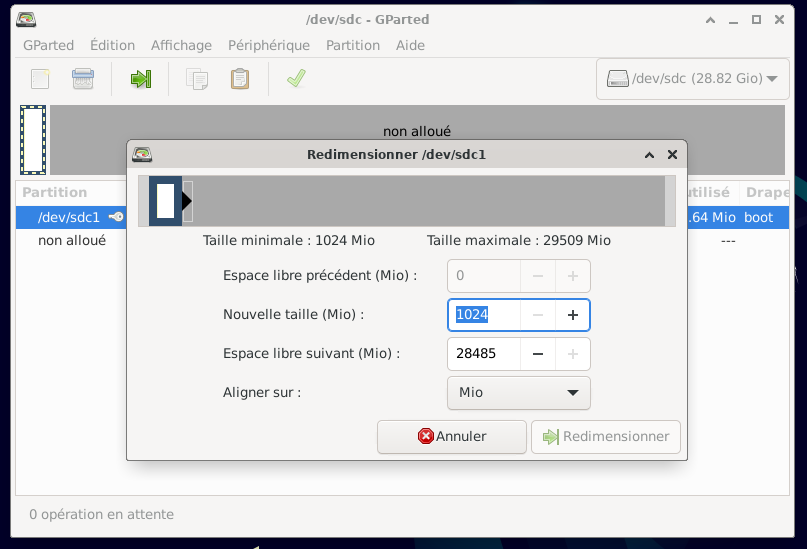 /dev/sdc - GParted
GParted Édition Affichage Périphérique Partition Aide
/dev/sdc (28.82 Gio)
non alloué
Redimensionner /dev/sdc1
Partition
/dev/sdc1 .64 Mio boot
non alloué ---
Taille minimale : 1024 Mio Taille maximale : 29509 Mio
Espace libre précédent (Mio) : 0
Nouvelle taille (Mio) : 1024
Espace libre suivant (Mio) : 28485
Aligner sur : Mio
Annuler Redimensionner
0 opération en attente